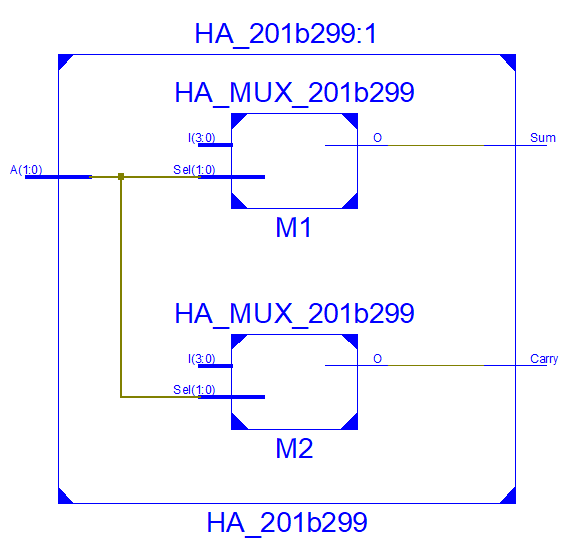 HA_201b299:1
HA_MUX_201b299
I(3:0)
O
Sum
A(1:0)
Sel(1:0)
M1
HA_MUX_201b299
I(3:0)
O
Carry
Sel(1:0)
M2
HA_201b299